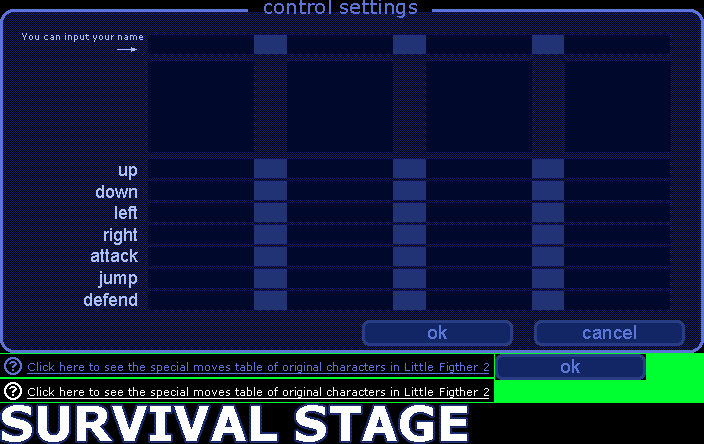 control settings
You can input your name
up
down
left
right
attack
jump
defend
ok cancel
Click here to see the special moves table of original characters in Little Figther 2 ok
Click here to see the special moves table of original characters in Little Figther 2
SURVIVAL STAGE